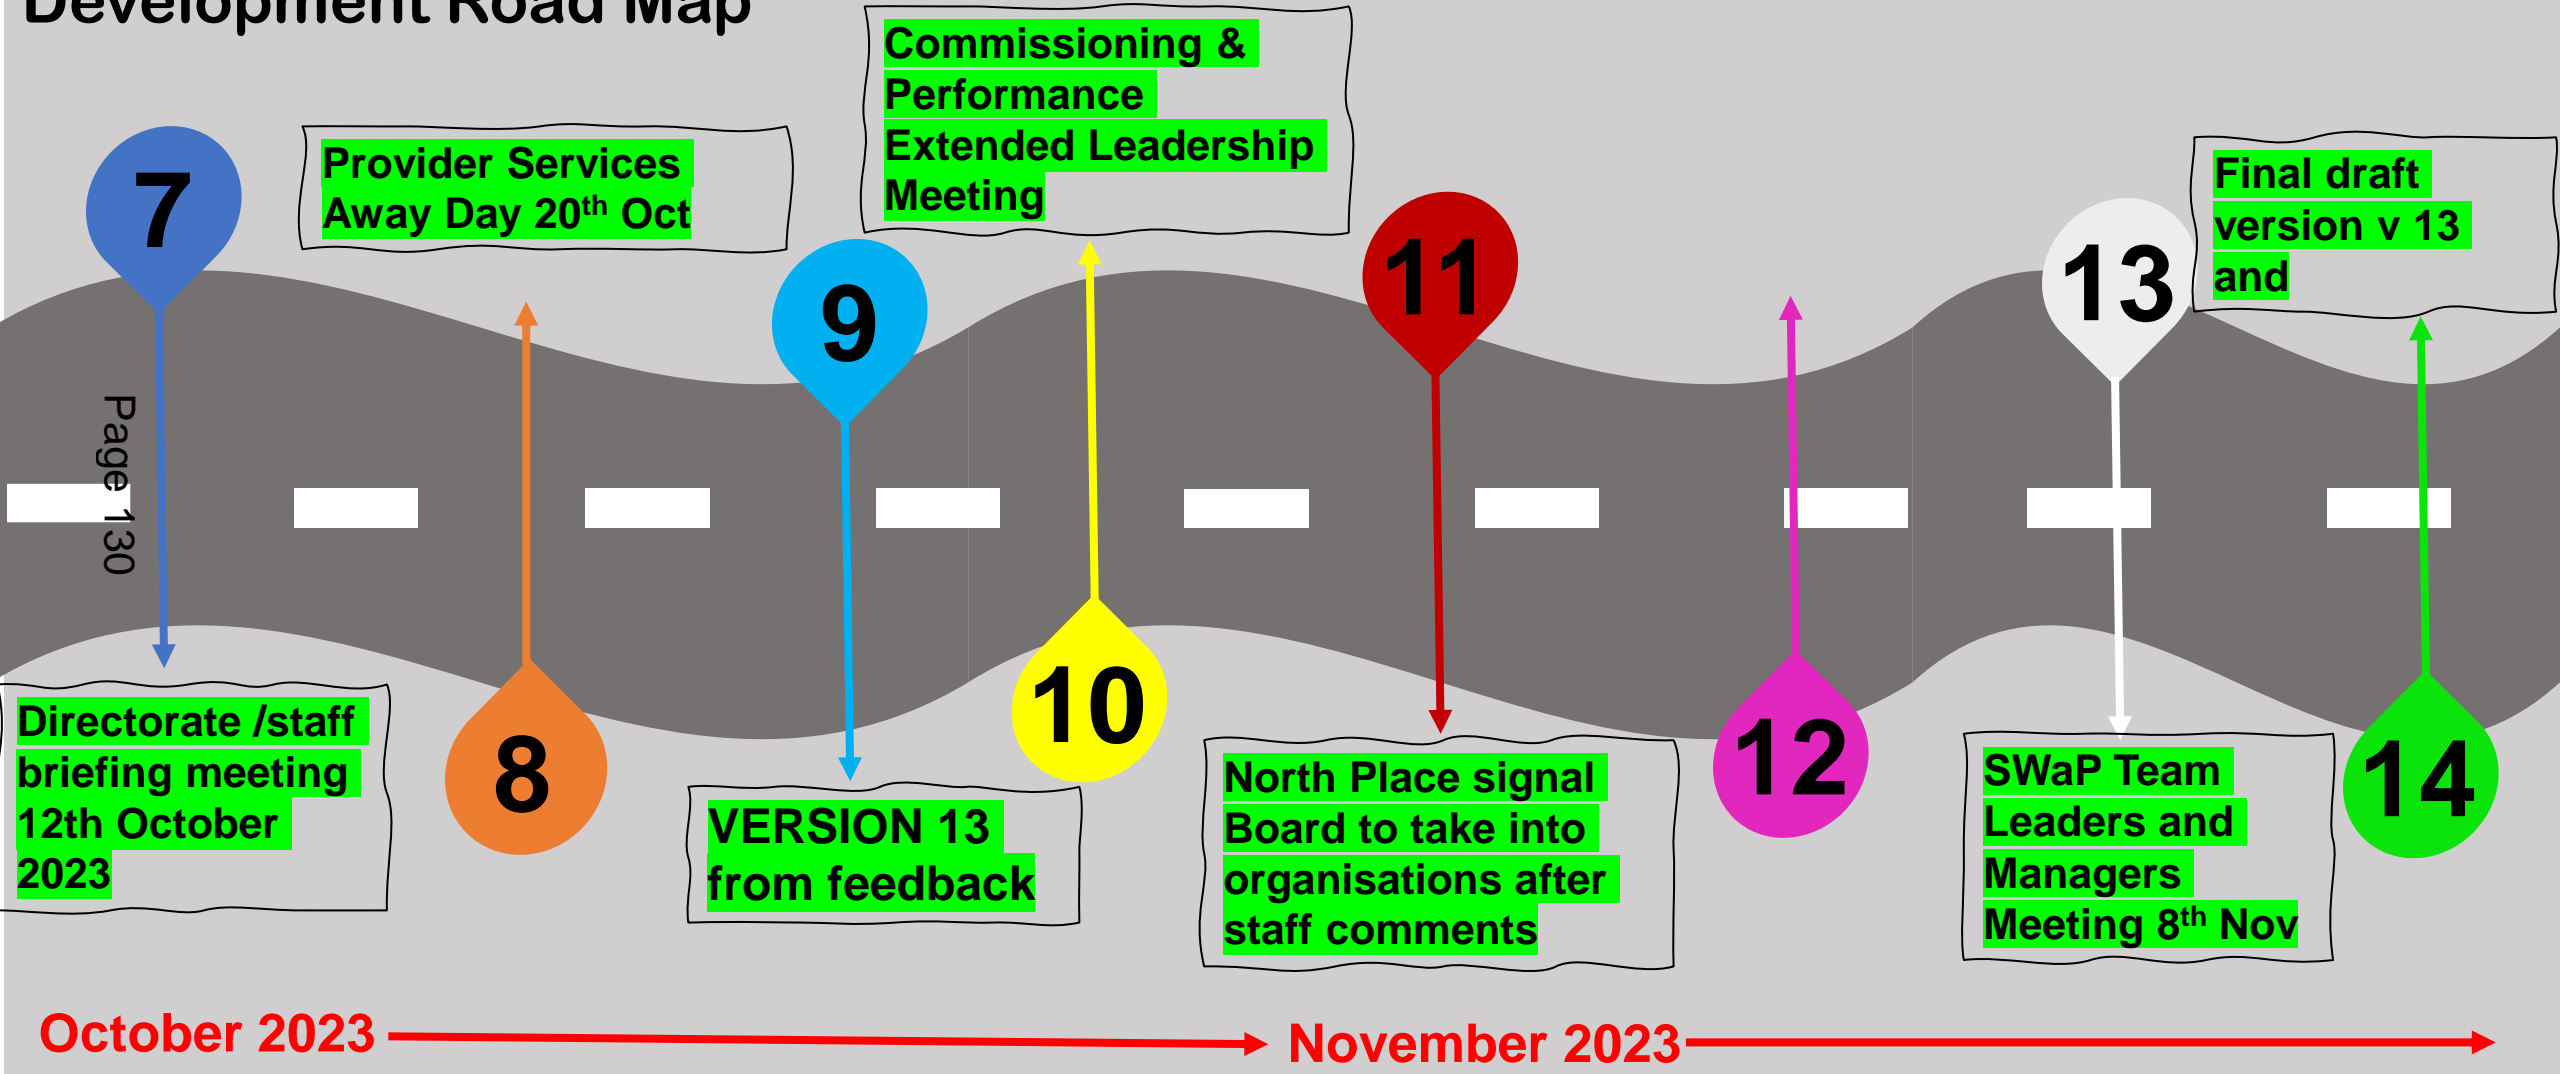 Development Road Map
Commissioning &
Performance
Extended Leadership
Meeting
Provider Services
Away Day 20th Oct
Final draft
version v 13
and
7
9
11
13
Page 130
8
10
12
14
Directorate /staff
briefing meeting
12th October
2023
VERSION 13
from feedback
North Place signal
Board to take into
organisations after
staff comments
SWaP Team
Leaders and
Managers
Meeting 8th Nov
October 2023
November 2023